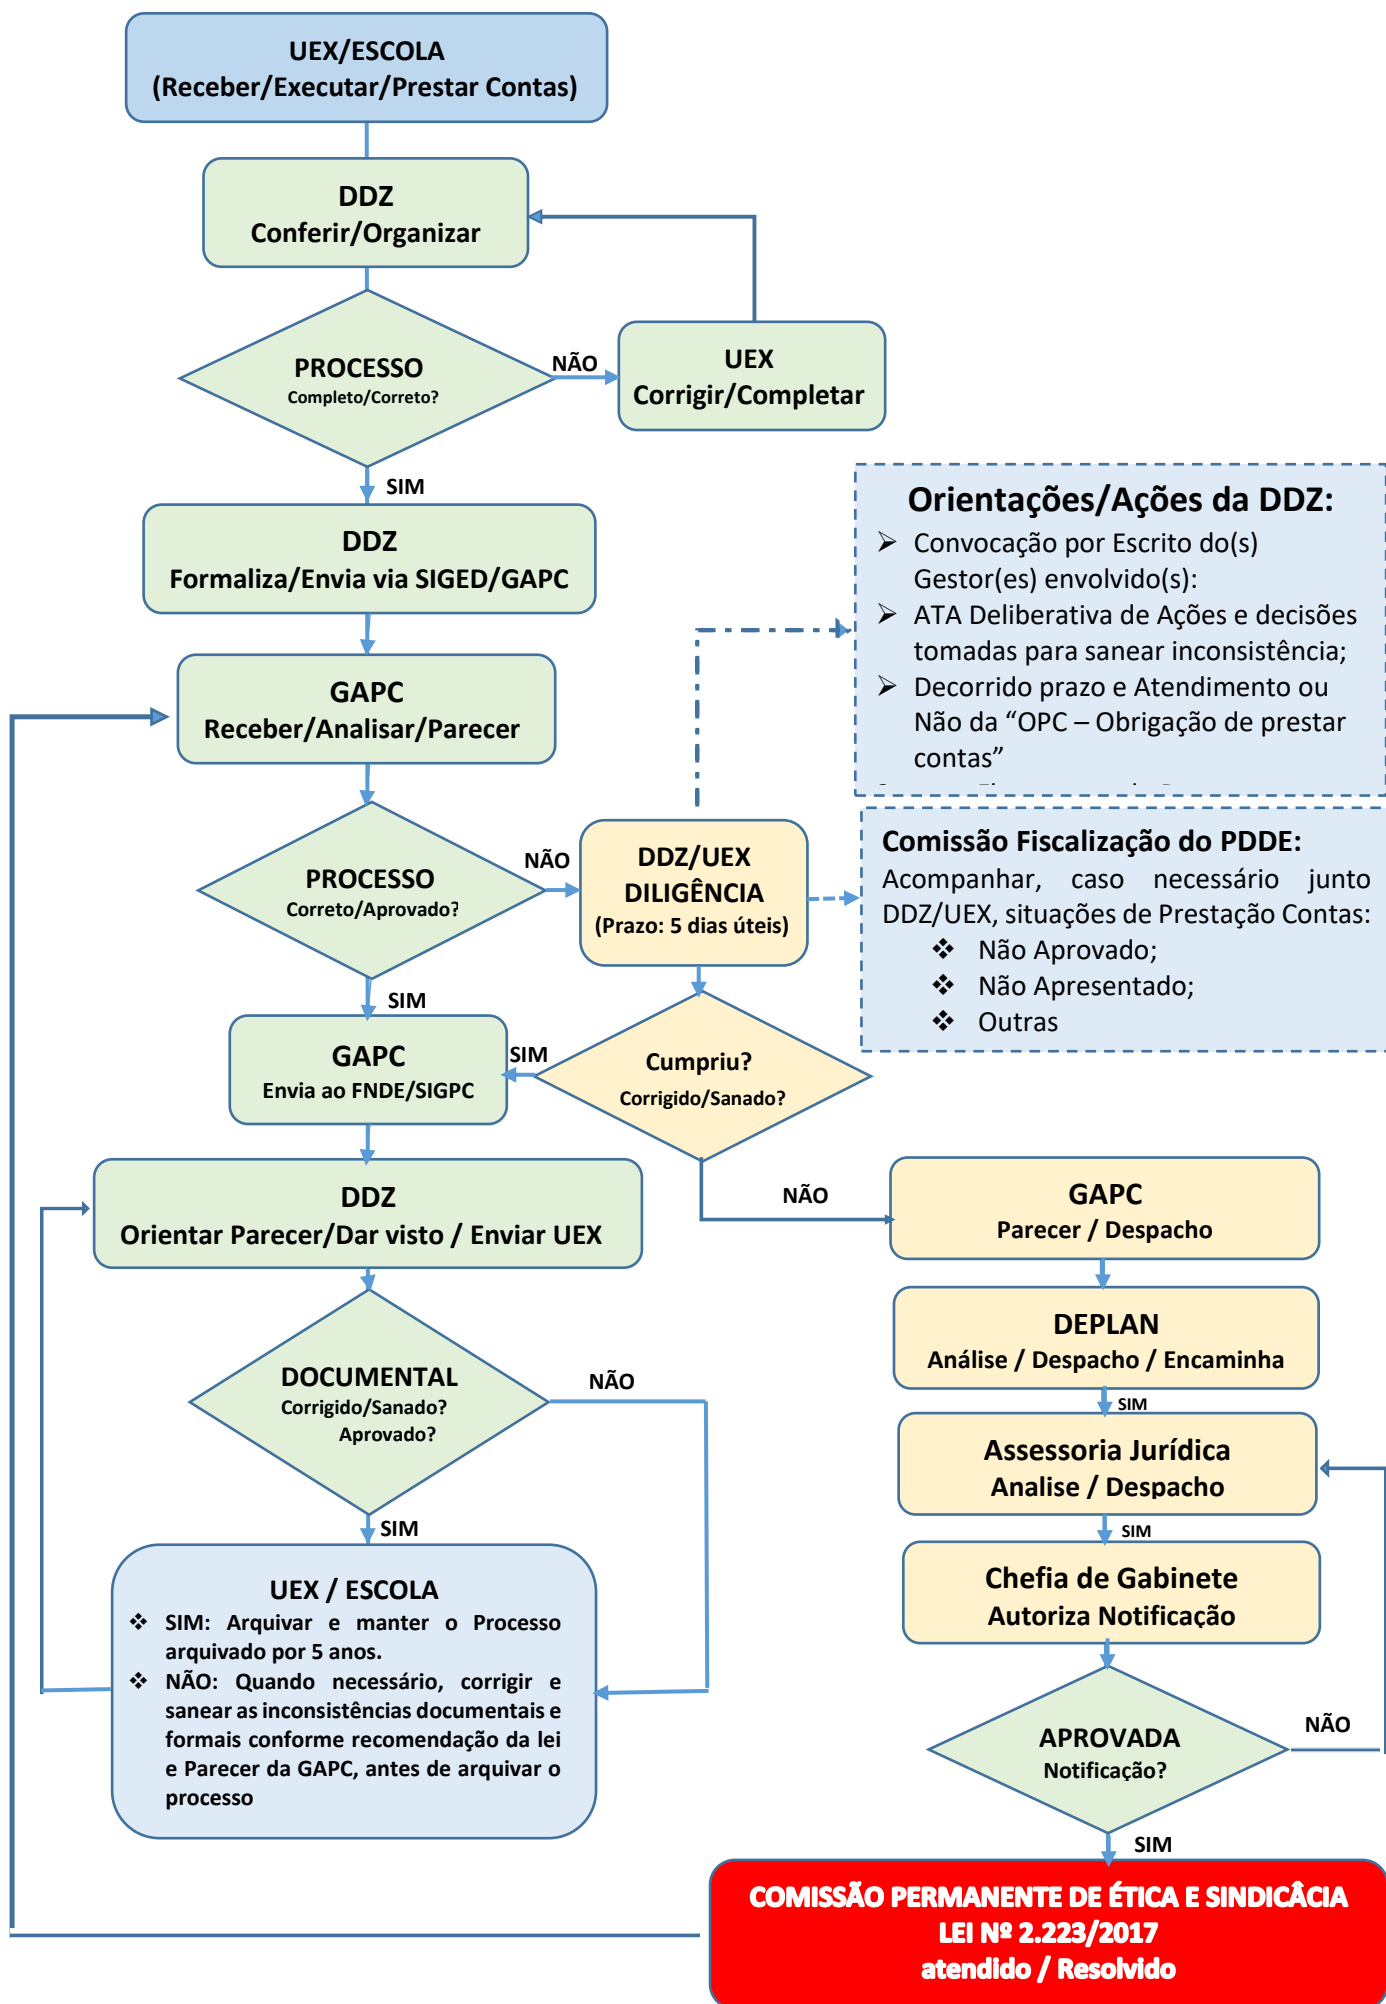 UEX/ESCOLA
(Receber/Executar/Prestar Contas)
DDZ
Conferir/Organizar
PROCESSO
Completo/Correto?
NÃO
UEX
Corrigir/Completar
SIM
DDZ
Formaliza/Envia via SIGED/GAPC
Orientações/Ações da DDZ:
➢ Convocação por Escrito do(s)
Gestor(es) envolvido(s):
➢ ATA Deliberativa de Ações e decisões
tomadas para sanear inconsistência;
➢ Decorrido prazo e Atendimento ou
Não da “OPC – Obrigação de prestar
contas”
GAPC
Receber/Analisar/Parecer
PROCESSO
Correto/Aprovado?
NÃO
DDZ/UEX
DILIGÊNCIA
(Prazo: 5 dias úteis)
Comissão Fiscalização do PDDE:
Acompanhar, caso necessário junto
DDZ/UEX, situações de Prestação Contas:
❖ Não Aprovado;
❖ Não Apresentado;
❖ Outras
SIM
GAPC
Envia ao FNDE/SIGPC
SIM
Cumpriu?
Corrigido/Sanado?
NÃO
DDZ
Orientar Parecer/Dar visto / Enviar UEX
GAPC
Parecer / Despacho
DEPLAN
Análise / Despacho / Encaminha
SIM
DOCUMENTAL
Corrigido/Sanado?
Aprovado?
NÃO
Assessoria Jurídica
Analise / Despacho
SIM
SIM
Chefia de Gabinete
Autoriza Notificação
UEX / ESCOLA
❖ SIM: Arquivar e manter o Processo
arquivado por 5 anos.
❖ NÃO: Quando necessário, corrigir e
sanear as inconsistências documentais e
formais conforme recomendação da lei
e Parecer da GAPC, antes de arquivar o
processo
APROVADA
Notificação?
NÃO
SIM
COMISSÃO PERMANENTE DE ÉTICA E SINDICÂCIA
LEI Nº 2.223/2017
atendido / Resolvido